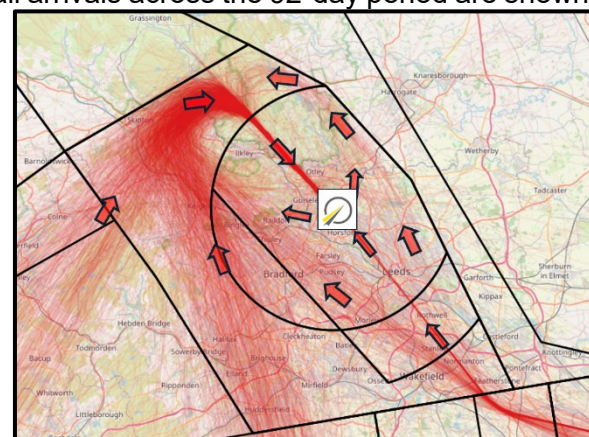 all arrivals across the 92-day period are shown
Grassington
Knaresborough
Harrogate
Skipton
Wetherby
Barnoldswick
Ilkley
Otley
Tadcaster
Guiseley
Colne
Baildon
Horsforth
Farsley
Bradford
Pudsey
Leeds
Garforth
Sherburn
in Elmet
Kippax
Hebden Bridge
Rothwell
Morley
Halifax
Cleckheaton
Castleford
Todmorden
Batley
Sowerby Bridge
Brighouse
Normanton
Knottingley
Bacup
Elland
Dewsbury
Wakefield
Featherstone
Ripponden
Mirfield
Ossett
Whitworth
Huddersfield
Littleborough